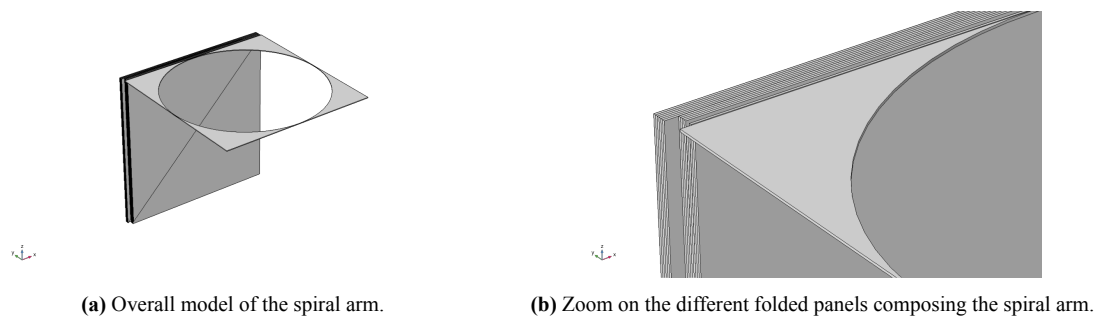 z
y x
z
y x
(a) Overall model of the spiral arm.
(b) Zoom on the different folded panels composing the spiral arm.